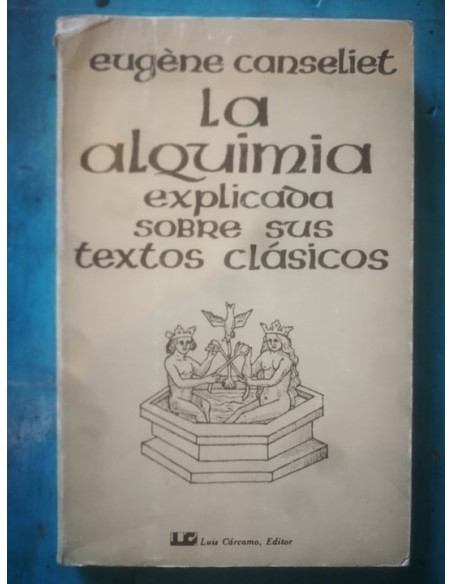 eugène canseliet
la
alquimia
explicada
sobre sus
textos clásicos
LC Luis Cárcamo, Editor